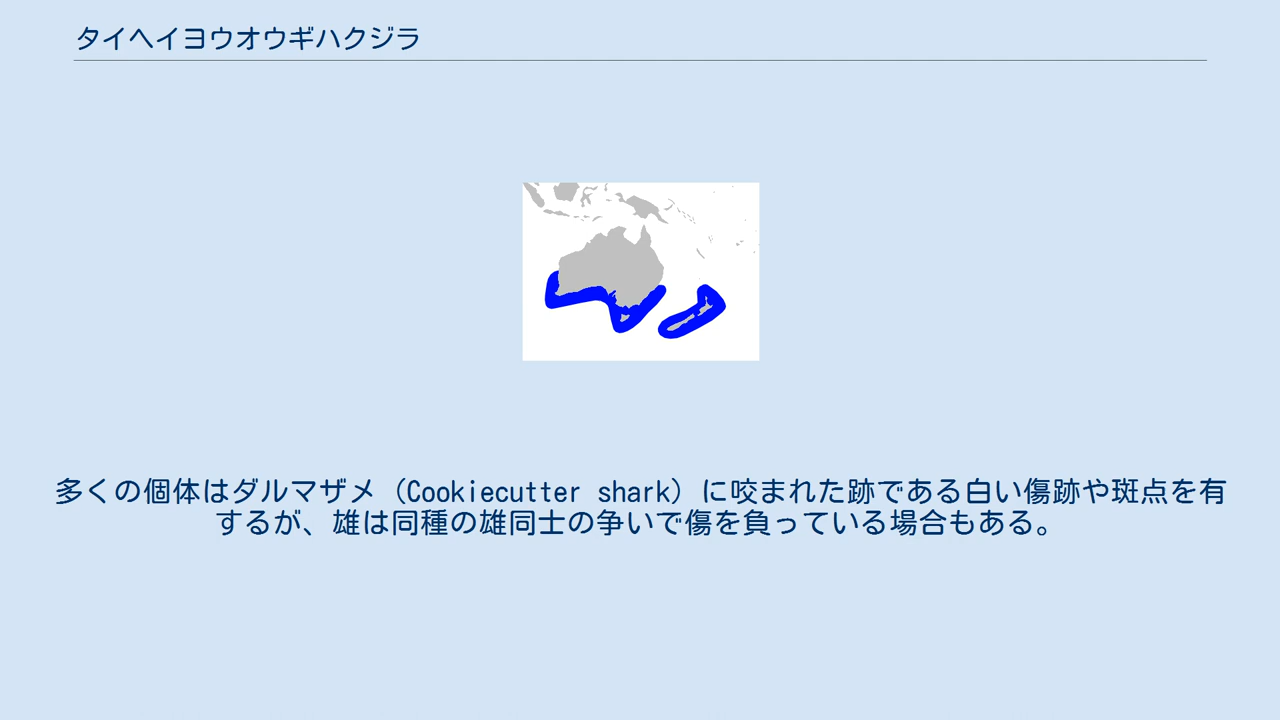 タイヘイヨウオウギハクジラ
多くの個体はダルマザメ（Cookiecutter shark）に咬まれた跡である白い傷跡や斑点を有
するが、雄は同種の雄同士の争いで傷を負っている場合もある。